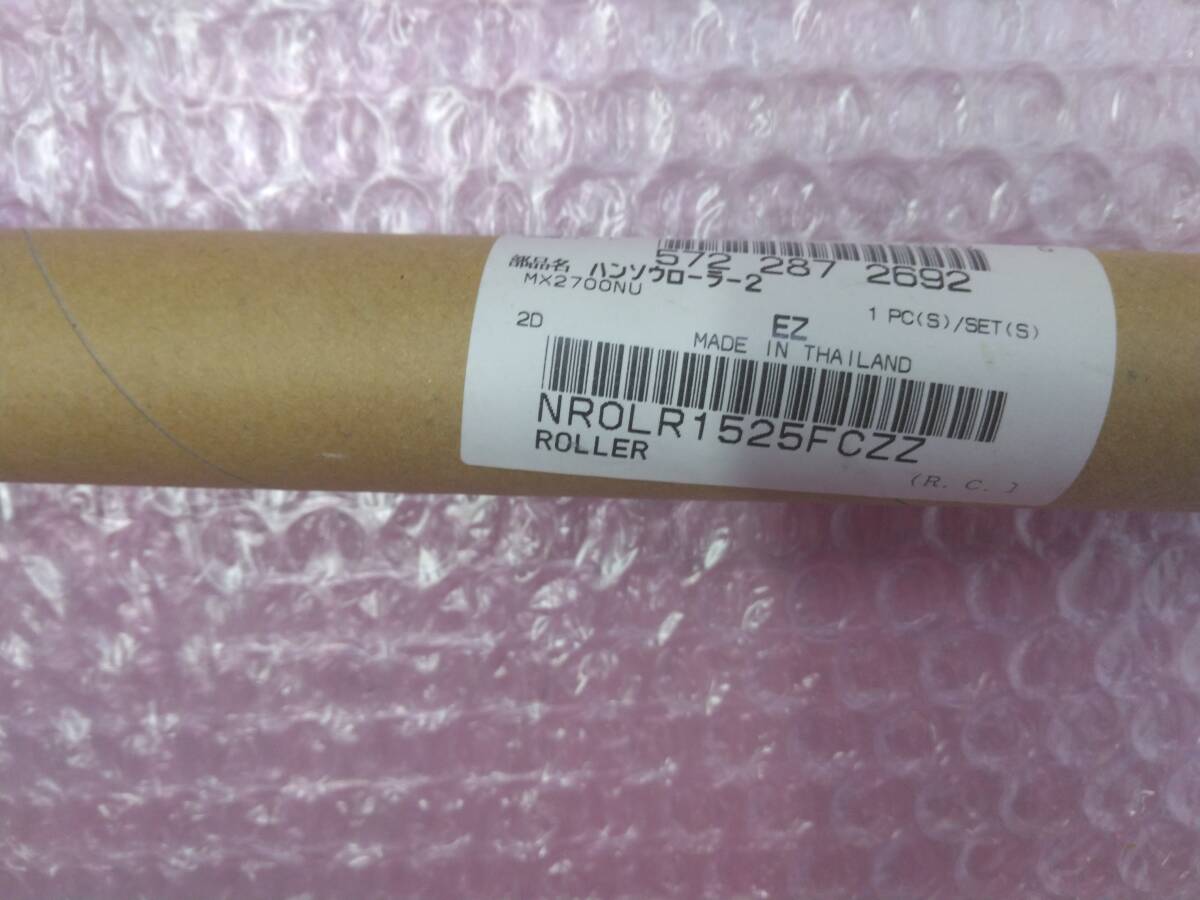 572 287 2692
部品名 ハンソウローラー2
MX2700NU
1 PC(S)/SET(S)
2D
EZ
MADE IN THAILAND
NROLR1525FCZZ
ROLLER
(R. C. )